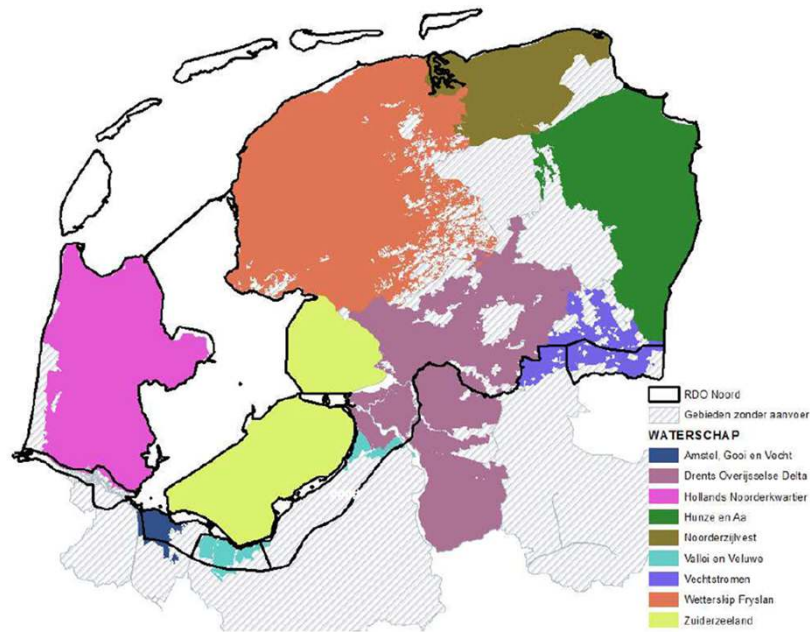 RDO Noord
Gebieden zonder aanvoer
WATERSCHAP
Amstel, Gooi en Vecht
Drents Overijsselse Delta
Hollands Noorderkwartier
Hunze en Aa
Noorderzijlvest
Vallei en Veluwe
Vechtstromen
Wetterskip Fryslan
Zuiderzeeland